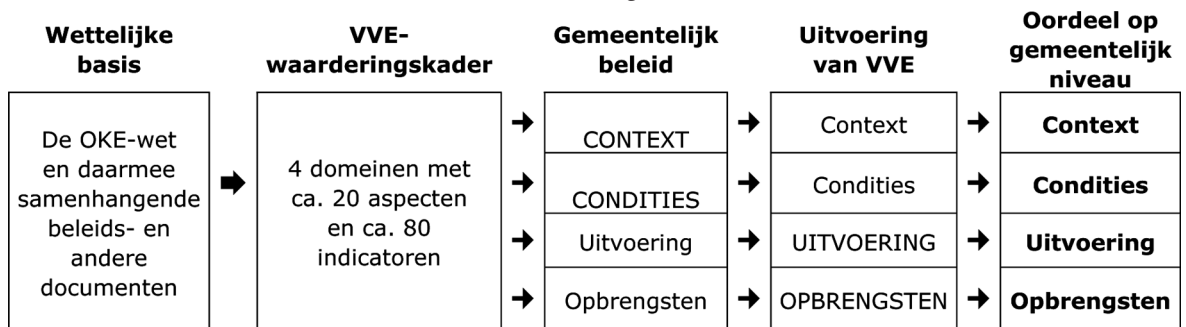 Wettelijke
basis
VVE-
waarderingskader
Gemeentelijk
beleid
Uitvoering
van VVE
Oordeel op
gemeentelijk
niveau
De OKE-wet
en daarmee
samenhangende
beleids- en
andere
documenten
4 domeinen met
ca. 20 aspecten
en ca. 80
indicatoren
CONTEXT
Context
Context
CONDITIES
Condities
Condities
Uitvoering
UITVOERING
Uitvoering
Opbrengsten
OPBRENGSTEN
Opbrengsten